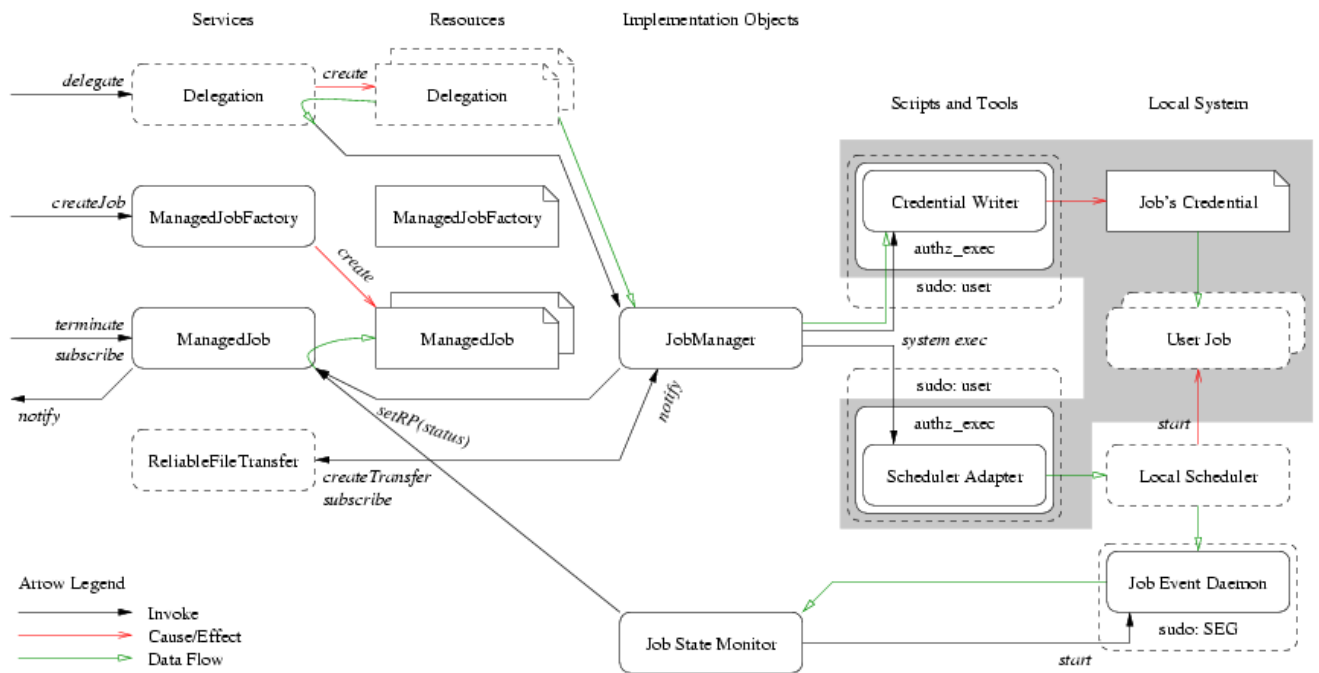 Services
Resources
Implementation Objects
delegate
Delegation
create
Delegation
Scripts and Tools
Local System
createJob
ManagedJobFactory
ManagedJobFactory
Credential Writer
Job's Credential
authz_exec
create
sudo: user
terminate
subscribe
ManagedJob
ManagedJob
JobManager
system exec
User Job
notify
setRP(status)
notify
sudo: user
authz_exec
start
ReliableFileTransfer
createTransfer
subscribe
Scheduler Adapter
Local Scheduler
Arrow Legend
Invoke
Cause/Effect
Data Flow
Job State Monitor
Job Event Daemon
sudo: SEG
start